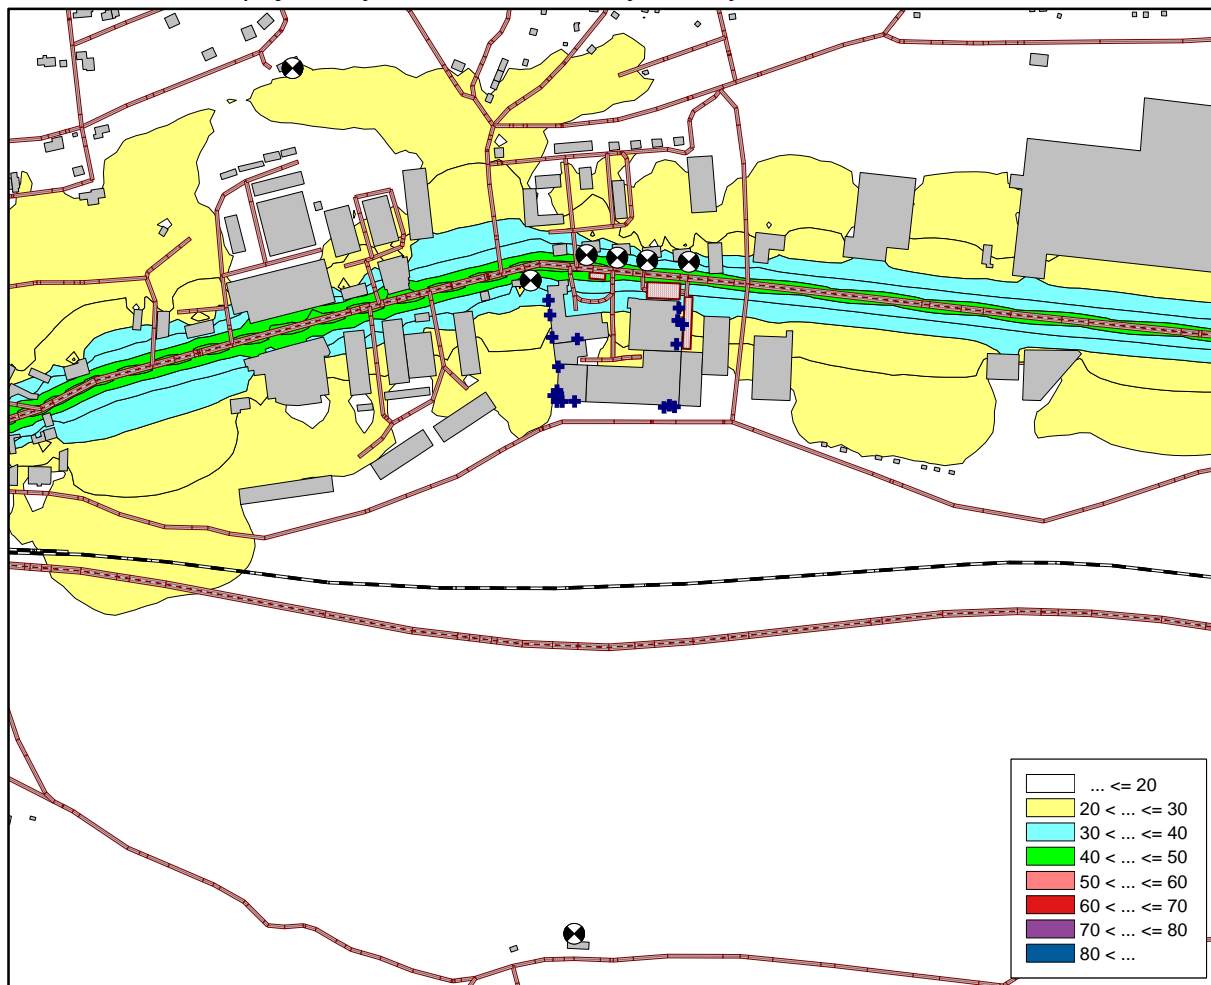 ... <= 20
20 < ... <= 30
30 < ... <= 40
40 < ... <= 50
50 < ... <= 60
60 < ... <= 70
70 < ... <= 80
80 < ...